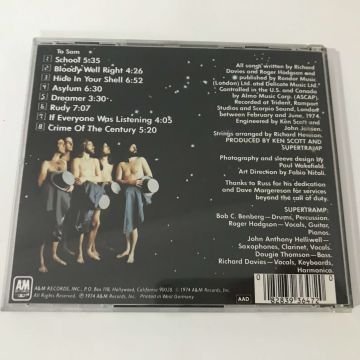 To Sam
1 School 5:35
2 Bloody Well Right 4:26
3 Hide In Your Shell 6:52
4 Asylum 6:30
5 Dreamer 3:30
6 Rudy 7:07
7 If Everyone Was Listening 4:05
8 Crime Of The Century 5:20
All songs written by Richard
Davies and Roger Hodgson and
published by Rondor Music
(London) Ltd. and Delicate Music Ltd.
Controlled in the U.S. and Canada
by Almo Music Corp. (ASCAP).
Recorded at Trident, Ramport
Studios and Scorpio Sound, London
between February and June, 1974.
Engineered by Ken Scott and
John Jansen.
Strings arranged by Richard Hewson.
PRODUCED BY KEN SCOTT AND
SUPERTRAMP
Photography and sleeve design by
Paul Wakefield.
Art Direction by Fabio Nicoli.
Thanks to Russ for his dedication
and Dave Margereson for services
beyond the call of duty.
SUPERTRAMP:
Bob C. Benberg—Drums, Percussion.
Roger Hodgson—Vocals, Guitar,
Pianos.
John Anthony Helliwell—
Saxophones, Clarinet, Vocals.
Dougie Thomson—Bass.
Richard Davies—Vocals, Keyboards,
Harmonica.
A&M
RECORDS
A&M RECORDS, INC., P.O. Box 118, Hollywood, California 90028. ℗ 1974 A&M Records, Inc.
All Rights Reserved. © 1974 A&M Records, Inc. Printed in West Germany
AAD
0 82839 36472